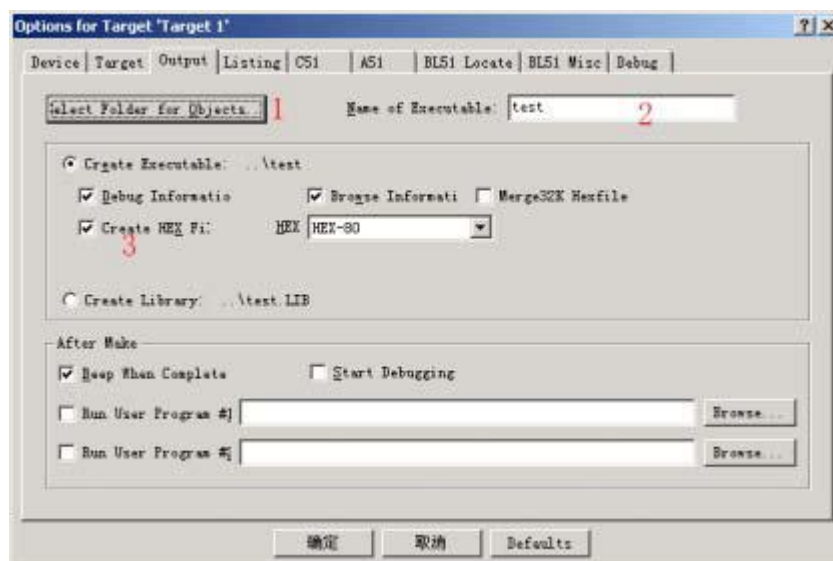 Options for Target 'Target 1'
Device Target Output Listing C51 A51 BL51 Locate BL51 Misc Debug
Select Folder for Objects... 1 Name of Executable: test 2
Create Executable: ..\test
Debug Informatio Browse Informati Merge32K Hexfile
Create HEX Fi: HEX HEX-80
3
Create Library: ..\test.LIB
After Make
Beep When Complete Start Debugging
Run User Program #1 Browse...
Run User Program # Browse...
确定 取消 Defaults